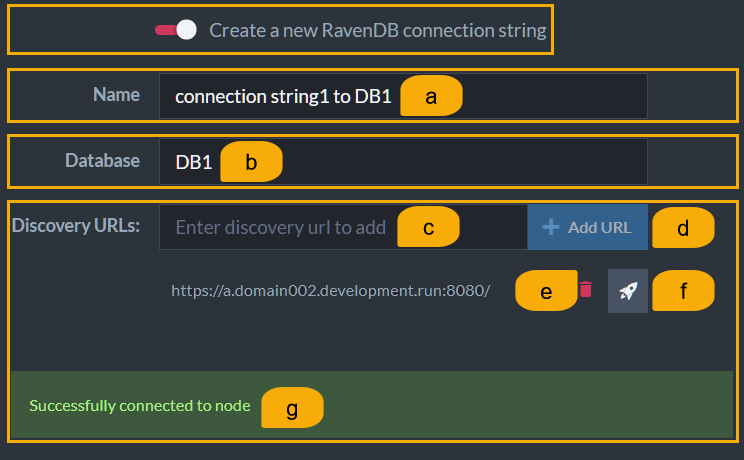 Create a new RavenDB connection string
Name connection string1 to DB1 a
Database DB1 b
Discovery URLs: Enter discovery url to add c Add URL d
https://a.domain002.development.run:8080/ e f
Successfully connected to node g